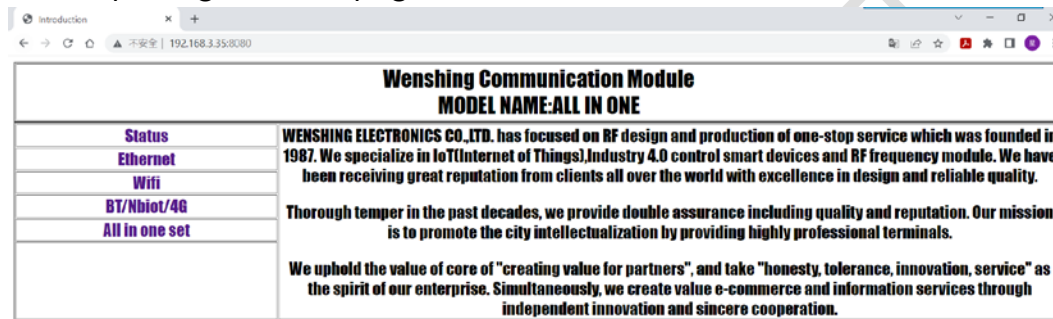 Introduction
不安全 | 192.168.3.35:8080
Wenshing Communication Module
MODEL NAME:ALL IN ONE
Status
Ethernet
Wifi
BT/Nbiot/4G
All in one set
WENSHING ELECTRONICS CO.,LTD. has focused on RF design and production of one-stop service which was founded in
1987. We specialize in IoT(Internet of Things),Industry 4.0 control smart devices and RF frequency module. We have
been receiving great reputation from clients all over the world with excellence in design and reliable quality.
Thorough temper in the past decades, we provide double assurance including quality and reputation. Our mission
is to promote the city intellectualization by providing highly professional terminals.
We uphold the value of core of "creating value for partners", and take "honesty, tolerance, innovation, service" as
the spirit of our enterprise. Simultaneously, we create value e-commerce and information services through
independent innovation and sincere cooperation.